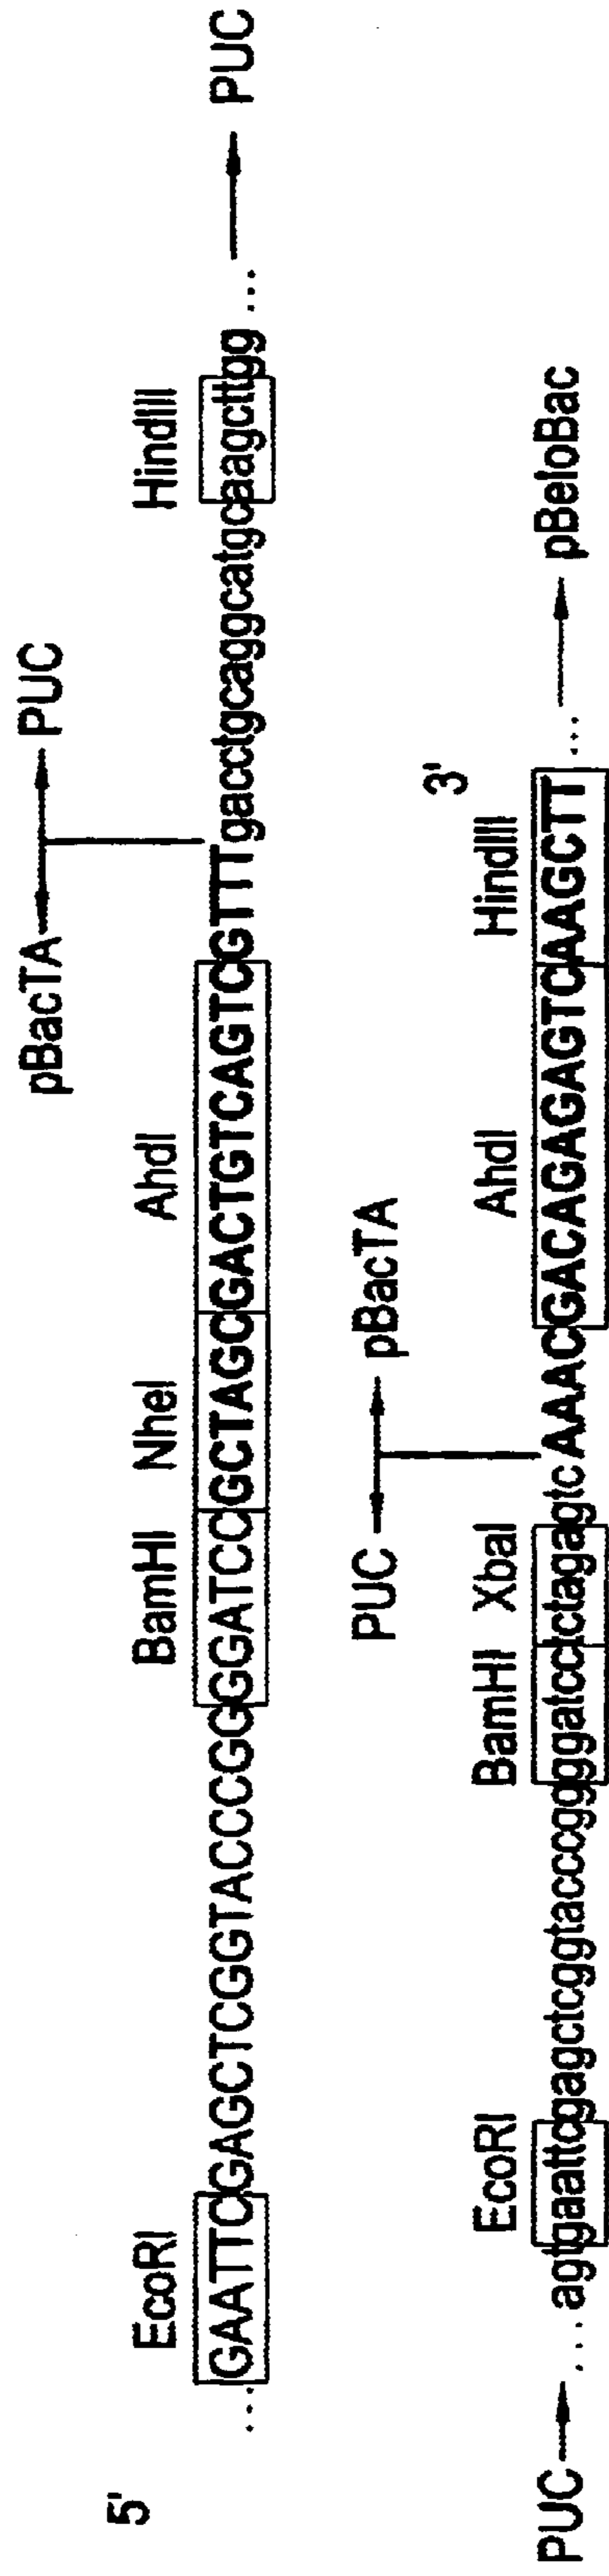 5'
pBacTA PUC
EcoRI BamHI NheI AhdI HindIII
...GAATTCGAGCTCGGTACCCGGGGATCCGCTAGCGACTGTCAGTCGTTTgacctgcaggcatgcaagcttgg ... PUC
PUC pBacTA
EcoRI BamHI XbaI AhdI HindIII 3'
PUC ...agtgaattcgagctcggtacccggggatcctctagagtcAAACGACAGAGAGTCAAGCTT ... pBeloBac